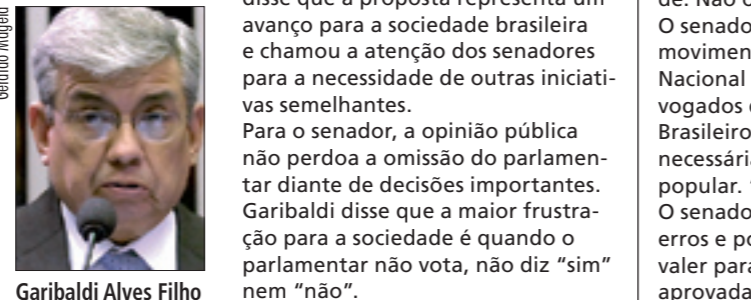 Garibaldi Alves Filho
disse que a proposta representa um
avanço para a sociedade brasileira
e chamou a atenção dos senadores
para a necessidade de outras iniciati-
vas semelhantes.
Para o senador, a opinião pública
não perdoa a omissão do parlamen-
tar diante de decisões importantes.
Garibaldi disse que a maior frustra-
ção para a sociedade é quando o
parlamentar não vota, não diz “sim”
nem “não”.
de. Não
O senado
movimen
Nacional
vogados
Brasileiro
necessária
popular.
O senado
erros e
valer para
aprovada